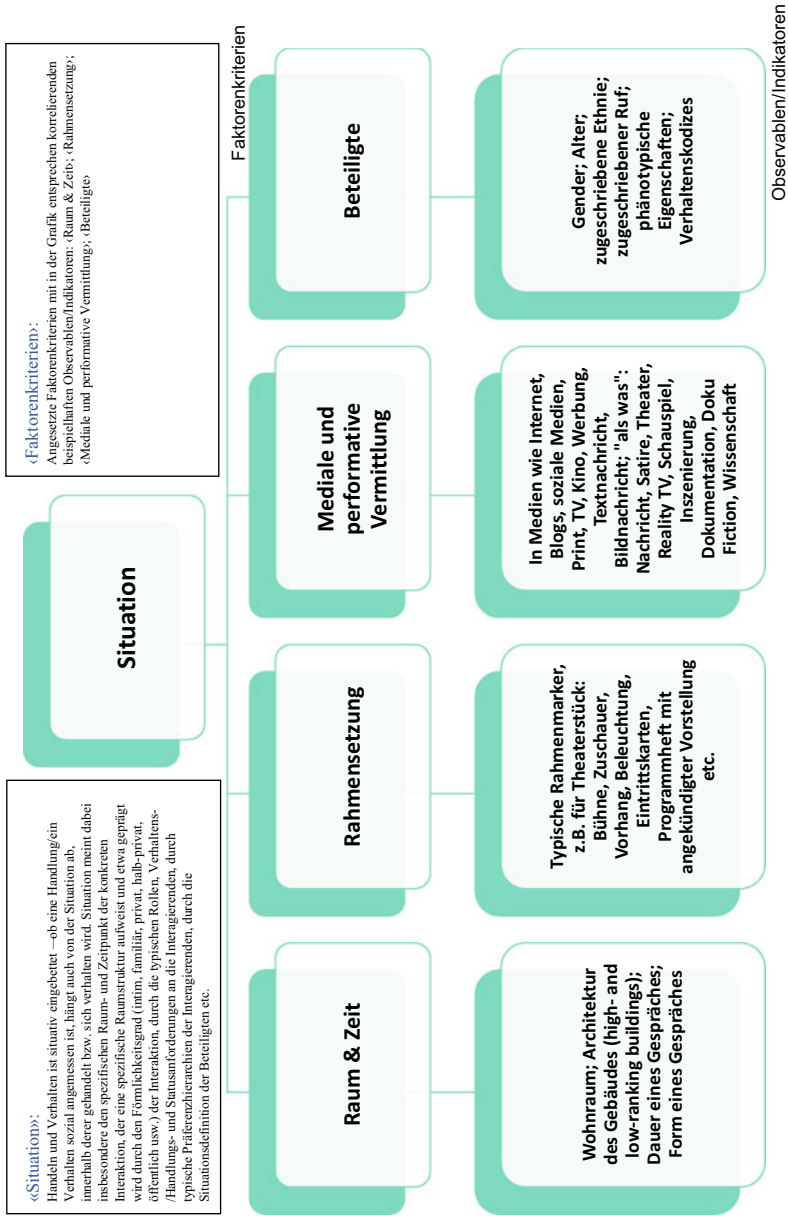 «Situation»:
Handeln und Verhalten ist situativ eingebettet –ob eine Handlung/ein
Verhalten sozial angemessen ist, hängt auch von der Situation ab,
innerhalb derer gehandelt bzw. sich verhalten wird. Situation meint dabei
insbesondere den spezifischen Raum- und Zeitpunkt der konkreten
Interaktion, der eine spezifische Raumstruktur aufweist und etwa geprägt
wird durch den Förmlichkeitsgrad (intim, familiär, privat, halb-privat,
öffentlich usw.) der Interaktion, durch die typischen Rollen, Verhaltens-
/Handlungs- und Statusanforderungen an die Interagierenden, durch
typische Präferenzhierarchien der Interagierenden, durch die
Situationsdefinition der Beteiligten etc.
Situation
‹Faktorenkriterien›:
Angesetzte Faktorenkriterien mit in der Grafik entsprechen korrelierenden
beispielhaften Observablen/Indikatoren: ‹Raum & Zeit›; ‹Rahmensetzung›;
‹Mediale und performative Vermittlung›; ‹Beteiligte›
Faktorenkriterien
Raum & Zeit
Rahmensetzung
Mediale und
performative
Vermittlung
Beteiligte
Wohnraum; Architektur
des Gebäudes (high- and
low-ranking buildings);
Dauer eines Gespräches;
Form eines Gespräches
Typische Rahmenmarker,
z.B. für Theaterstück:
Bühne, Zuschauer,
Vorhang, Beleuchtung,
Eintrittskarten,
Programmheft mit
angekündigter Vorstellung
etc.
In Medien wie Internet,
Blogs, soziale Medien,
Print, TV, Kino, Werbung,
Textnachricht,
Bildnachricht; "als was":
Nachricht, Satire, Theater,
Reality TV, Schauspiel,
Inszenierung,
Dokumentation, Doku
Fiction, Wissenschaft
Gender; Alter;
zugeschriebene Ethnie;
zugeschriebener Ruf;
phänotypische
Eigenschaften;
Verhaltenskodizes
Observablen/Indikatoren